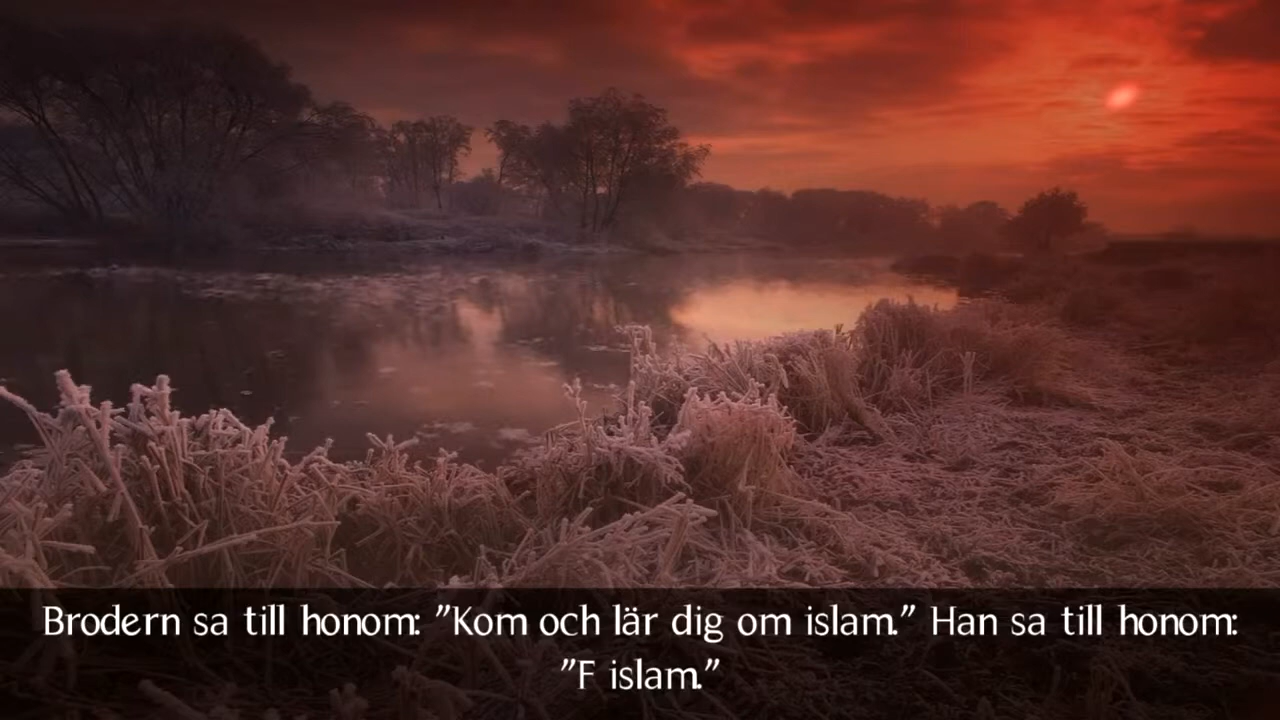 Brodern sa till honom: ”Kom och lär dig om islam.” Han sa till honom:
”F islam.”